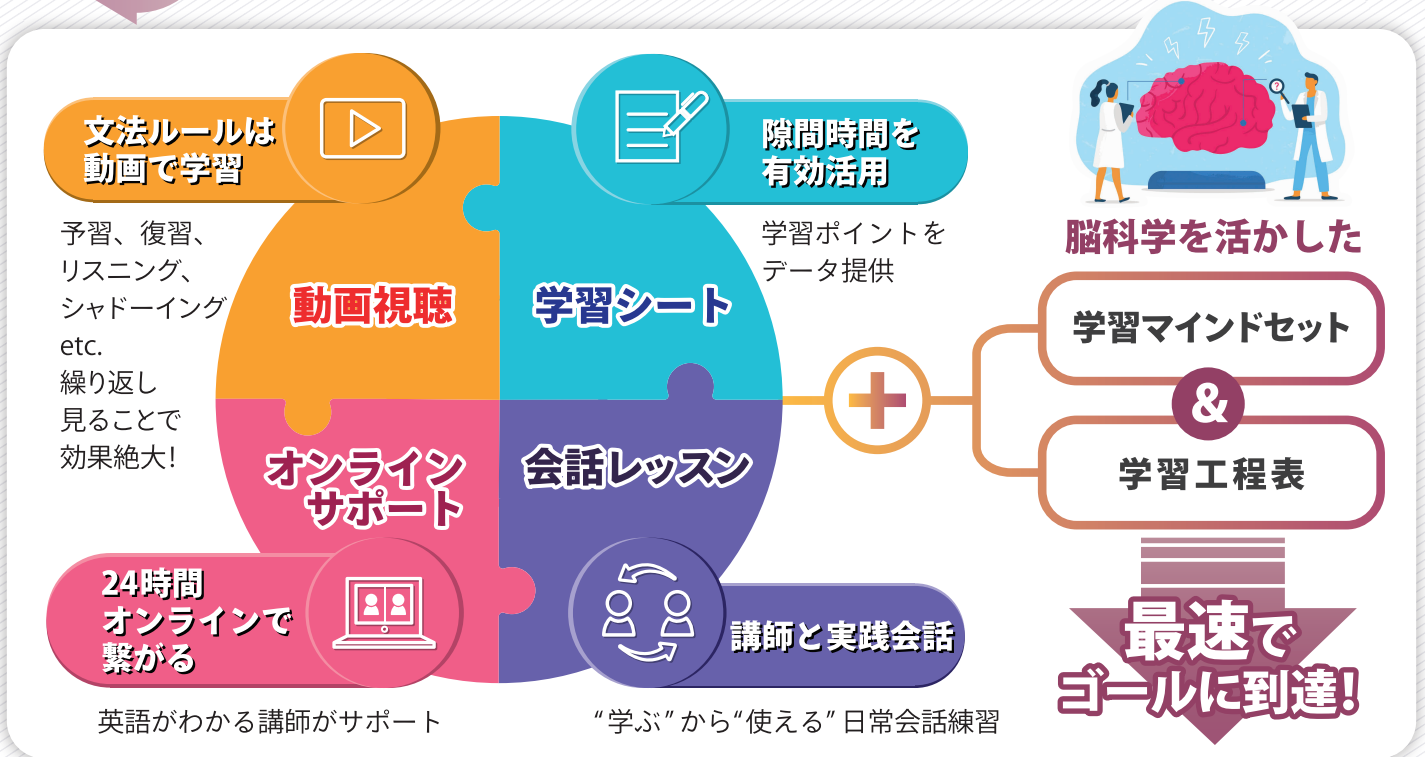 文法ルールは
動画で学習
予習、復習、
リスニング、
シャドーイング
etc.
繰り返し
見ることで
効果絶大！
動画視聴
隙間時間を
有効活用
学習ポイントを
データ提供
学習シート
オンライン
サポート
24時間
オンラインで
繋がる
英語がわかる講師がサポート
会話レッスン
講師と実践会話
“学ぶ”から“使える”日常会話練習
?
脳科学を活かした
学習マインドセット
&
学習工程表
最速で
ゴールに到達!